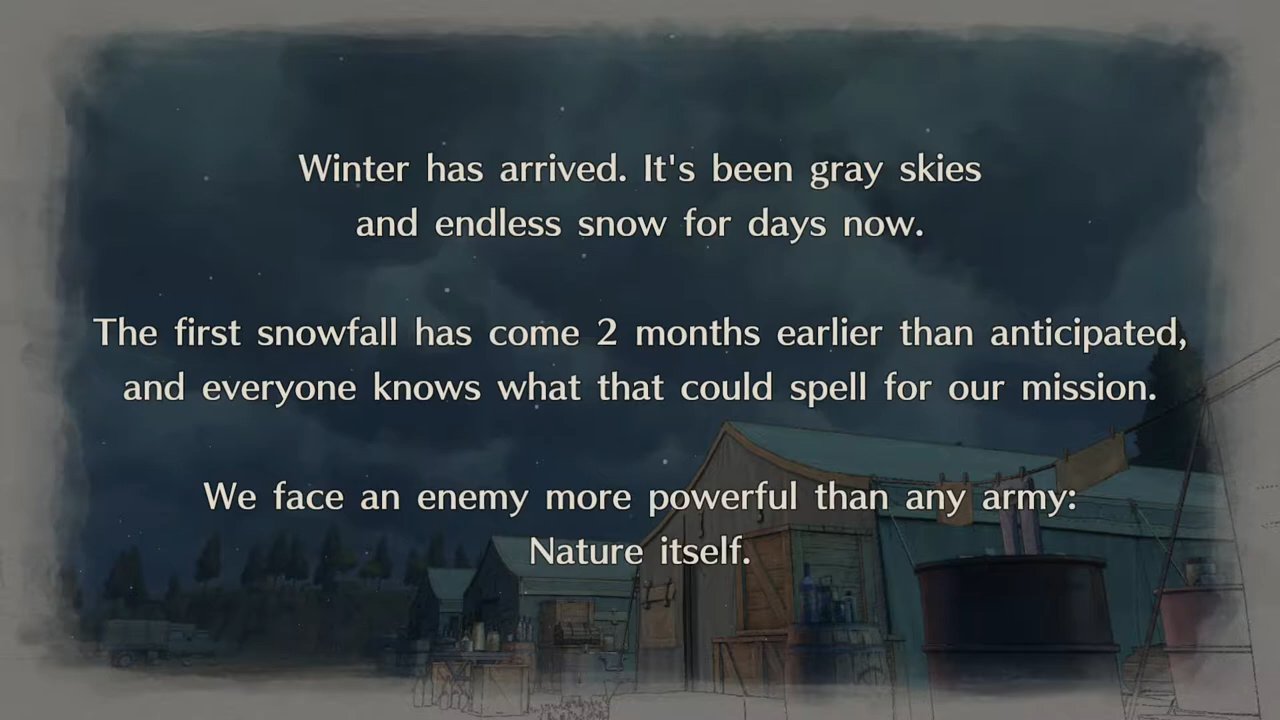 Winter has arrived. It's been gray skies
and endless snow for days now.
The first snowfall has come 2 months earlier than anticipated,
and everyone knows what that could spell for our mission.
We face an enemy more powerful than any army:
Nature itself.